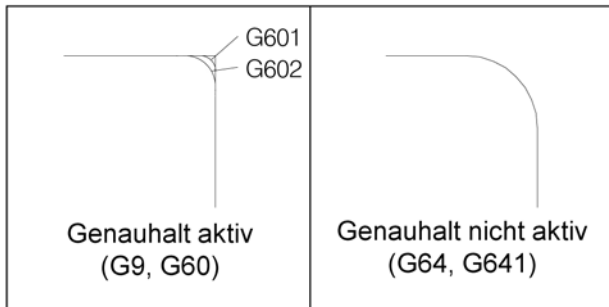 G601
G602
Genauhalt aktiv
(G9, G60)
Genauhalt nicht aktiv
(G64, G641)